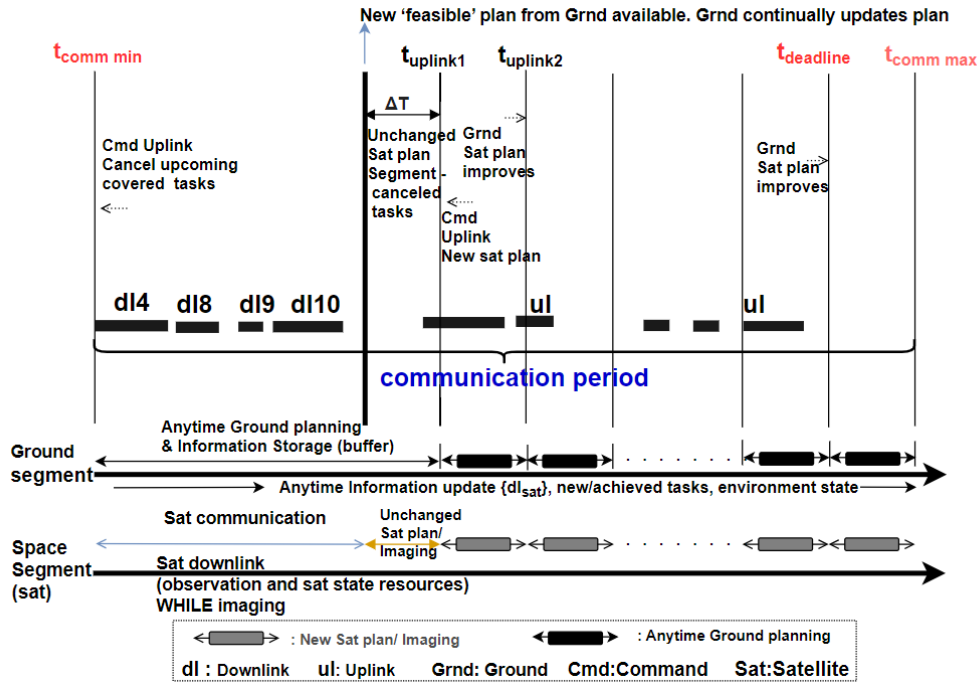 New ‘feasible’ plan from Grnd available. Grnd continually updates plan
tcomm min
tuplink1
tuplink2
tdeadline
tcomm max
ΔT
Cmd Uplink
Cancel upcoming
covered tasks
Unchanged
Sat plan
Segment -
canceled
tasks
Grnd
Sat plan
improves
Cmd
Uplink
New sat plan
Grnd
Sat plan
improves
dl4
dl8
dl9
dl10
ul
ul
communication period
Anytime Ground planning
& Information Storage (buffer)
Ground
segment
Anytime Information update {dlsat}, new/achieved tasks, environment state
Sat communication
Unchanged
Sat plan/
Imaging
Space
Segment
(sat)
Sat downlink
(observation and sat state resources)
WHILE imaging
: New Sat plan/ Imaging
: Anytime Ground planning
dl : Downlink
ul: Uplink
Grnd: Ground
Cmd:Command
Sat:Satellite